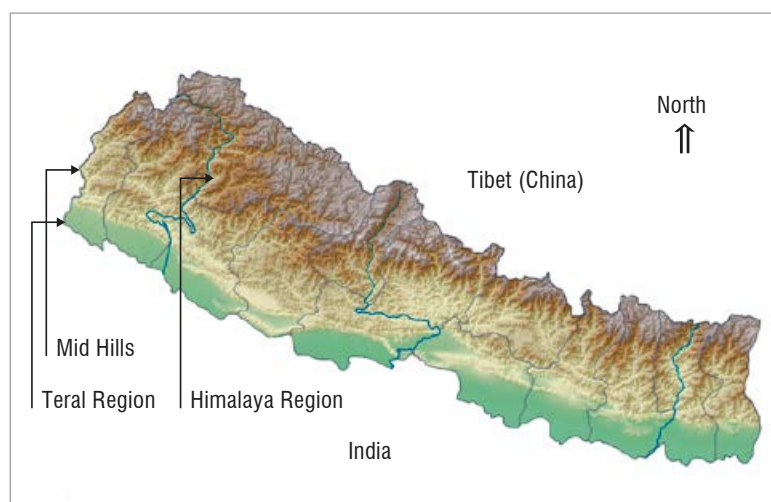 North
Tibet (China)
Mid Hills
Teral Region
Himalaya Region
India